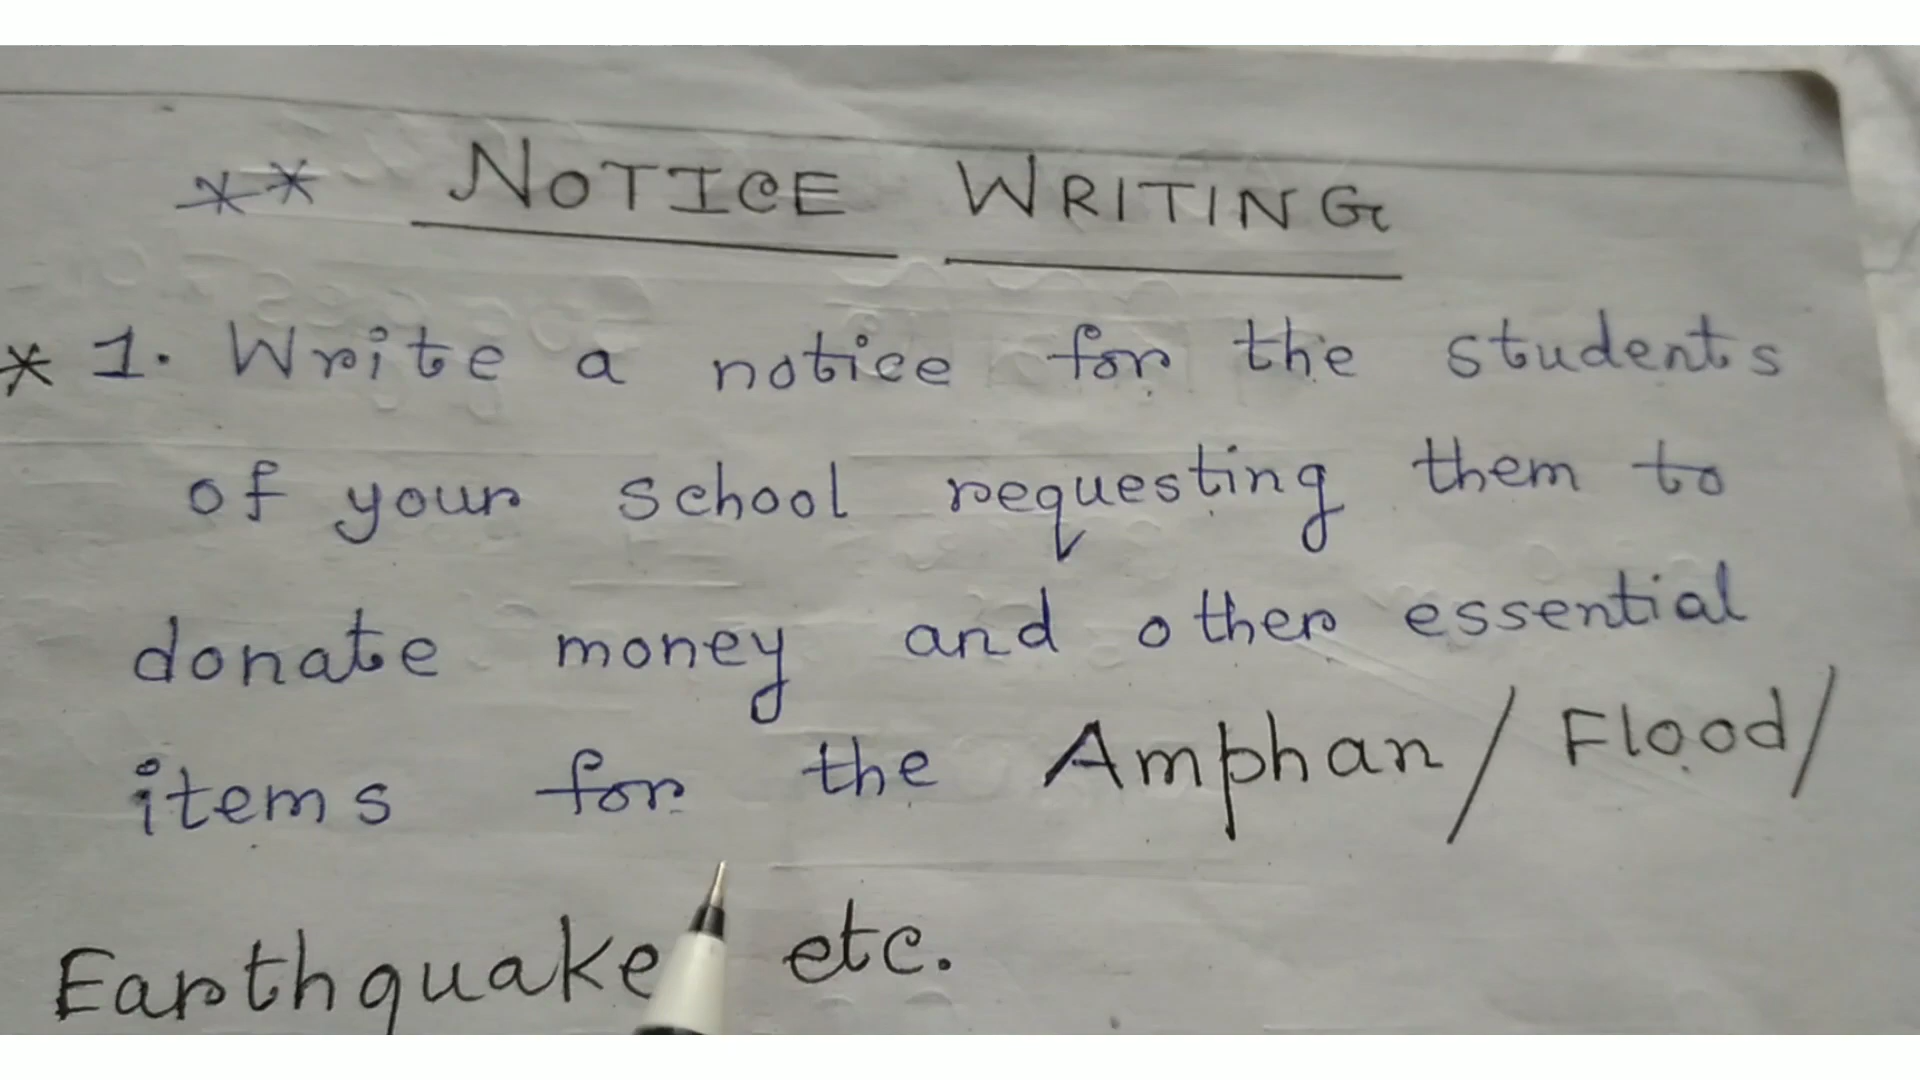 ** NOTICE WRITING
* 1. Write a notice for the students
of your school requesting them to
donate money and other essential
items for the Amphan / Flood /
Earthquake etc.